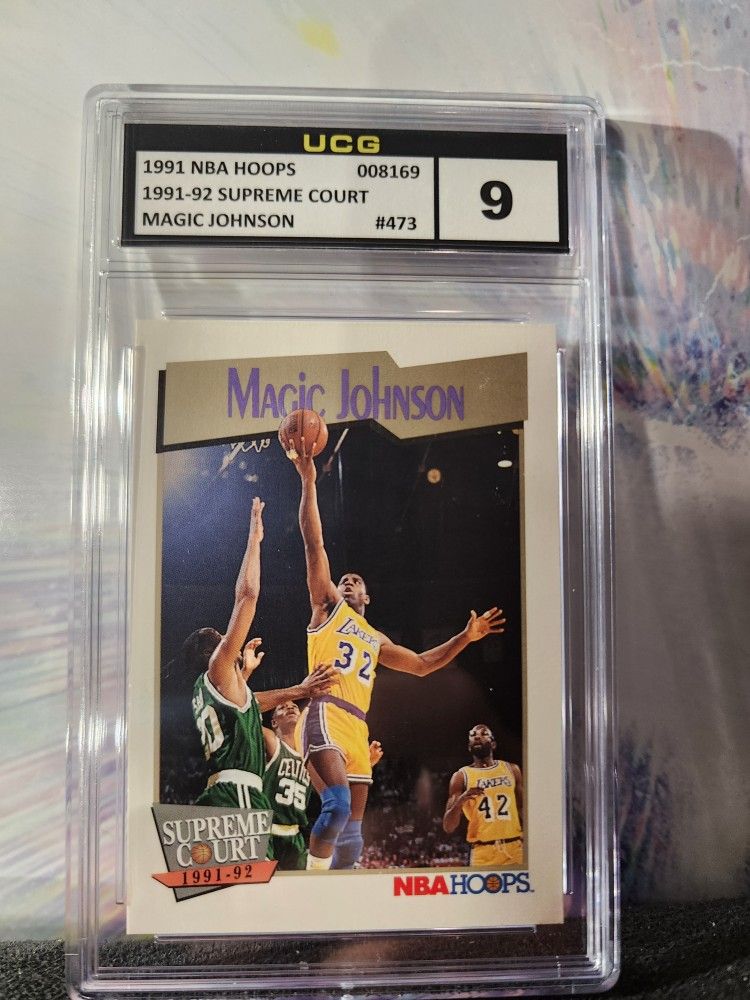 UCG
1991 NBA HOOPS 008169
1991-92 SUPREME COURT
MAGIC JOHNSON #473
9
MAGIC JOHNSON
LAKERS
32
CELTICS
35
LAKERS
42
SUPREME
COURT
1991-92
NBA HOOPS